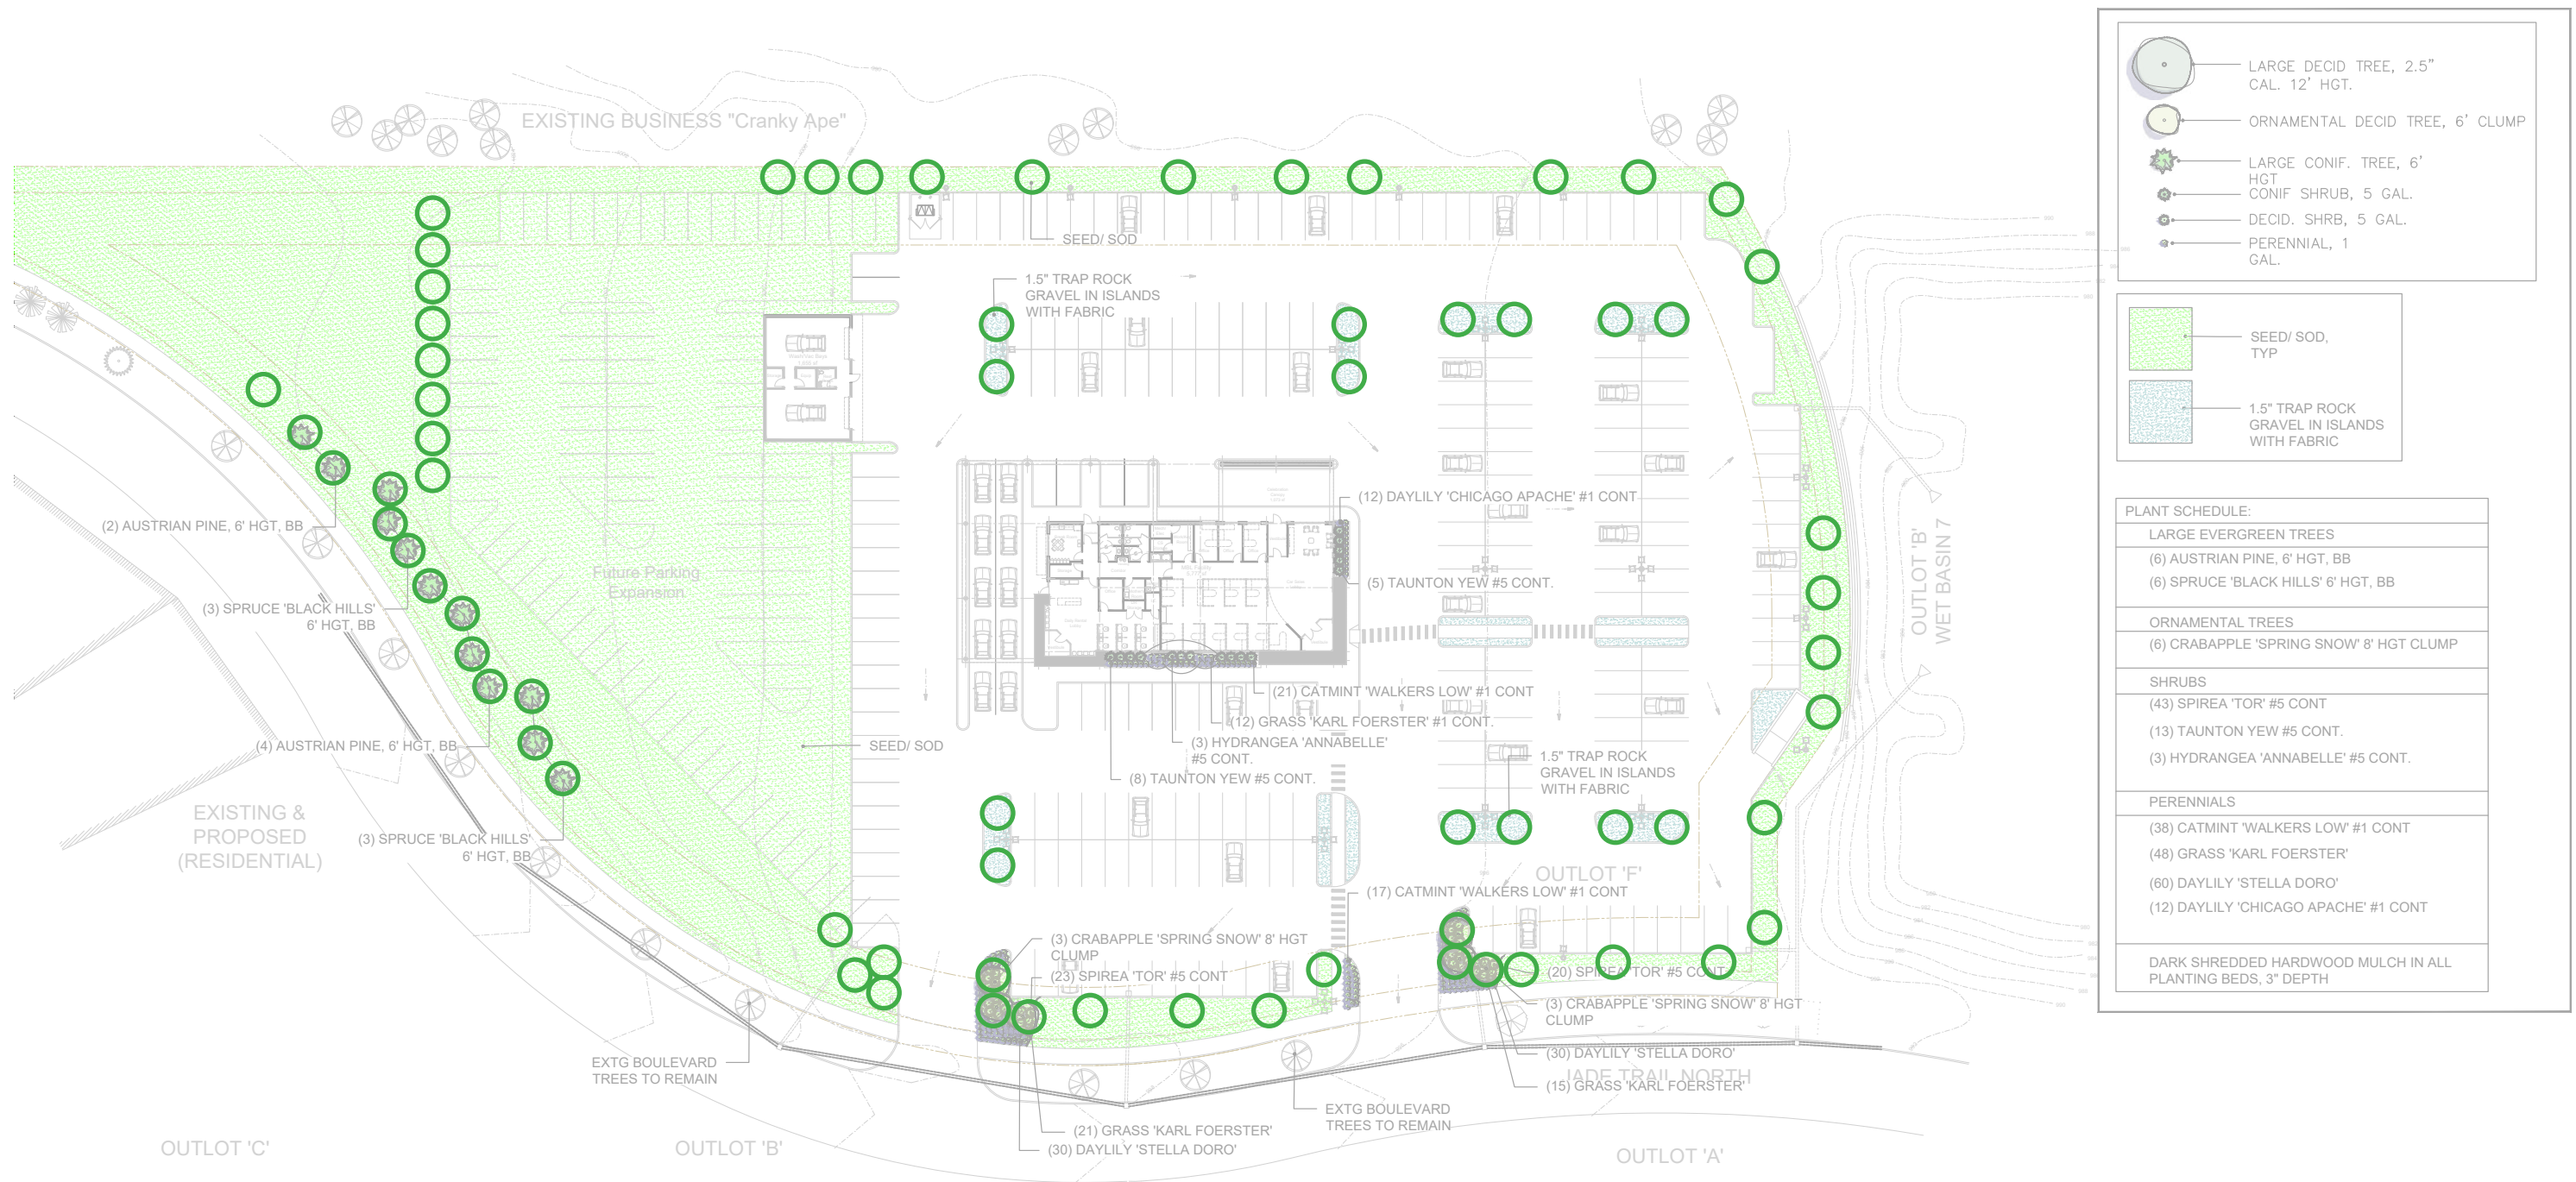 EXISTING BUSINESS "Cranky Ape"
SEED/ SOD
1.5" TRAP ROCK
GRAVEL IN ISLANDS
WITH FABRIC
(2) AUSTRIAN PINE, 6' HGT, BB
(3) SPRUCE 'BLACK HILLS'
6' HGT, BB
Future Parking
Expansion
(12) DAYLILY 'CHICAGO APACHE' #1 CONT
(5) TAUNTON YEW #5 CONT.
(21) CATMINT 'WALKERS LOW' #1 CONT
(12) GRASS 'KARL FOERSTER' #1 CONT.
(3) HYDRANGEA 'ANNABELLE'
#5 CONT.
(8) TAUNTON YEW #5 CONT.
(4) AUSTRIAN PINE, 6' HGT, BB
SEED/ SOD
1.5" TRAP ROCK
GRAVEL IN ISLANDS
WITH FABRIC
EXISTING &
PROPOSED
(RESIDENTIAL)
(3) SPRUCE 'BLACK HILLS'
6' HGT, BB
OUTLOT 'F'
(17) CATMINT 'WALKERS LOW' #1 CONT
(3) CRABAPPLE 'SPRING SNOW' 8' HGT
CLUMP
(23) SPIREA 'TOR' #5 CONT
(20) SPIREA 'TOR' #5 CONT
(3) CRABAPPLE 'SPRING SNOW' 8' HGT
CLUMP
(30) DAYLILY 'STELLA DORO'
JADE TRAIL NORTH
(15) GRASS 'KARL FOERSTER'
EXTG BOULEVARD
TREES TO REMAIN
EXTG BOULEVARD
TREES TO REMAIN
(21) GRASS 'KARL FOERSTER'
(30) DAYLILY 'STELLA DORO'
OUTLOT 'C'
OUTLOT 'B'
OUTLOT 'A'
OUTLOT 'B'
WET BASIN 7
LARGE DECID TREE, 2.5"
CAL. 12' HGT.
ORNAMENTAL DECID TREE, 6' CLUMP
LARGE CONIF. TREE, 6'
HGT
CONIF SHRUB, 5 GAL.
DECID. SHRB, 5 GAL.
PERENNIAL, 1
GAL.
SEED/ SOD,
TYP
1.5" TRAP ROCK
GRAVEL IN ISLANDS
WITH FABRIC
PLANT SCHEDULE:
LARGE EVERGREEN TREES
(6) AUSTRIAN PINE, 6' HGT, BB
(6) SPRUCE 'BLACK HILLS' 6' HGT, BB
ORNAMENTAL TREES
(6) CRABAPPLE 'SPRING SNOW' 8' HGT CLUMP
SHRUBS
(43) SPIREA 'TOR' #5 CONT
(13) TAUNTON YEW #5 CONT.
(3) HYDRANGEA 'ANNABELLE' #5 CONT.
PERENNIALS
(38) CATMINT 'WALKERS LOW' #1 CONT
(48) GRASS 'KARL FOERSTER'
(60) DAYLILY 'STELLA DORO'
(12) DAYLILY 'CHICAGO APACHE' #1 CONT
DARK SHREDDED HARDWOOD MULCH IN ALL
PLANTING BEDS, 3" DEPTH